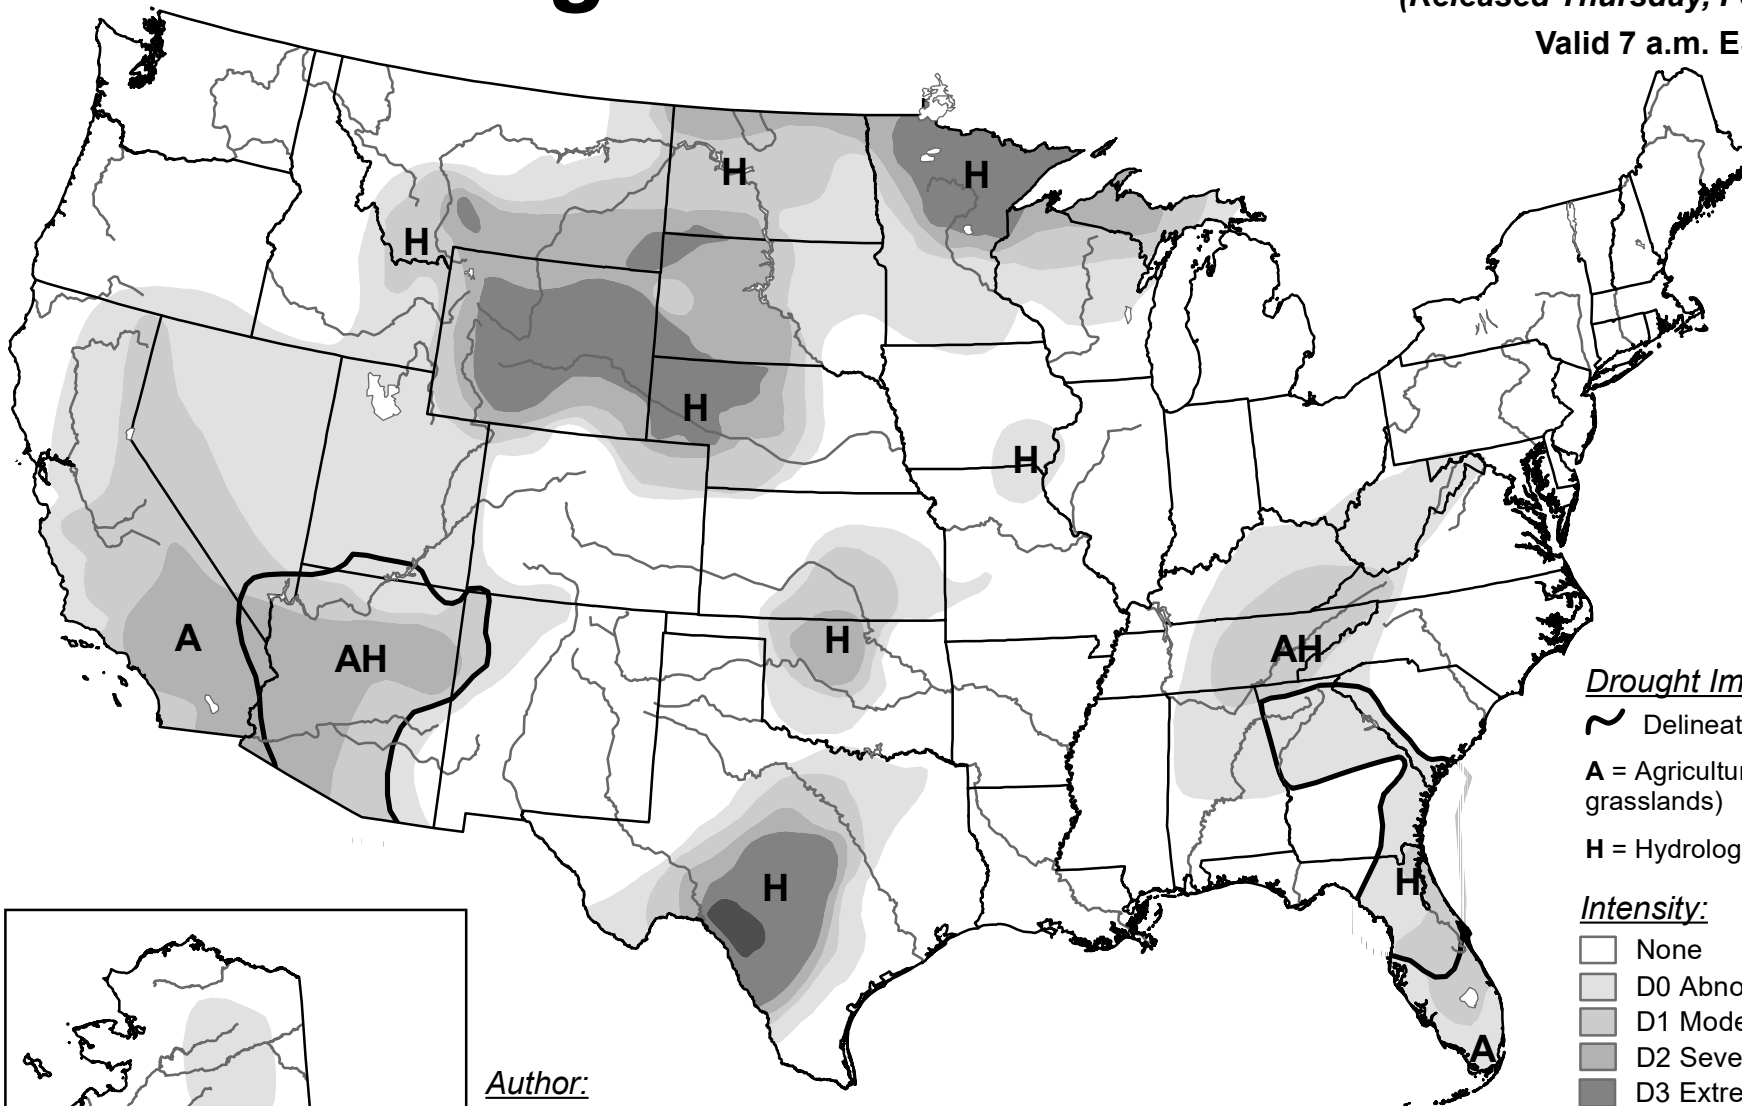 (Released Thursday,
Valid 7 a.m.
H
H
H
H
H
A
AH
H
AH
H
H
A
Drought
Delineat
A = Agricultur
grasslands)
H = Hydrolog
Intensity:
None
D0 Abno
D1 Mode
D2 Seve
D3 Extre
Author: